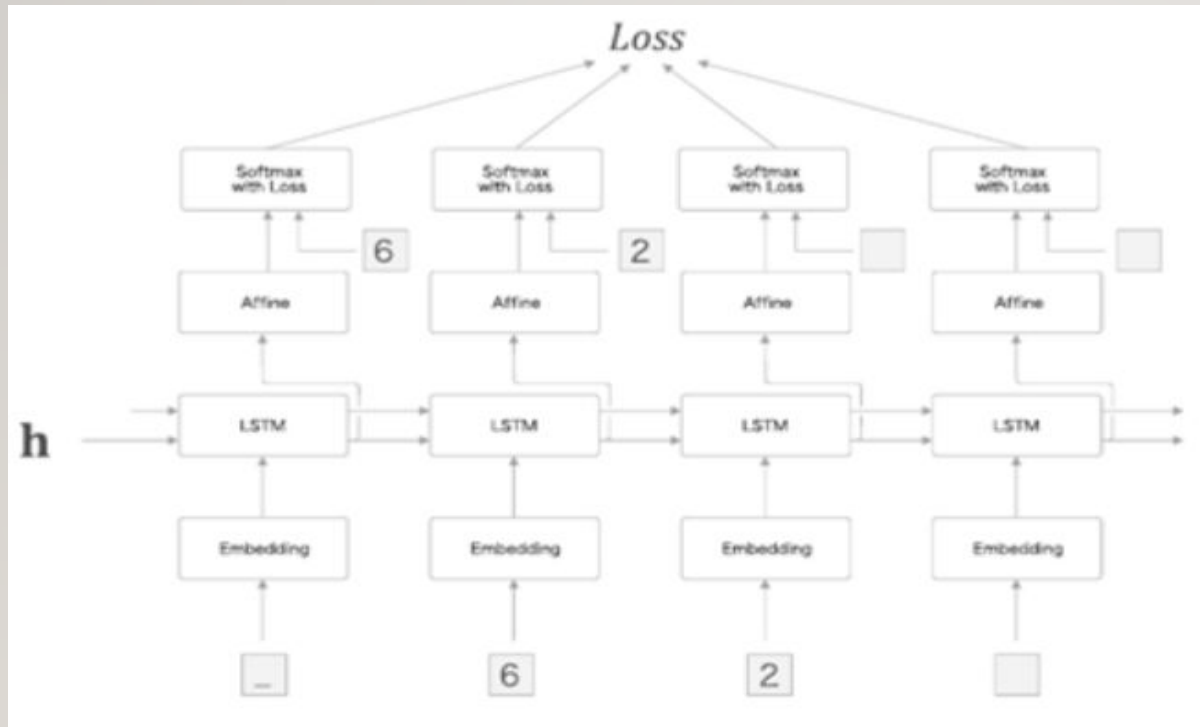 Loss
Softmax
with Loss
Softmax
with Loss
Softmax
with Loss
Softmax
with Loss
6
2
Affine
Affine
Affine
Affine
h
LSTM
LSTM
LSTM
LSTM
Embedding
Embedding
Embedding
Embedding
_
6
2